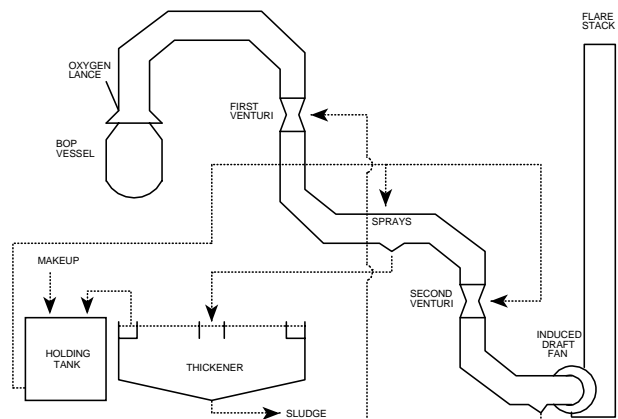 FLARE
STACK
OXYGEN
LANCE
FIRST
VENTURI
BOP
VESSEL
SPRAYS
MAKEUP
SECOND
VENTURI
INDUCED
DRAFT
FAN
HOLDING
TANK
THICKENER
SLUDGE